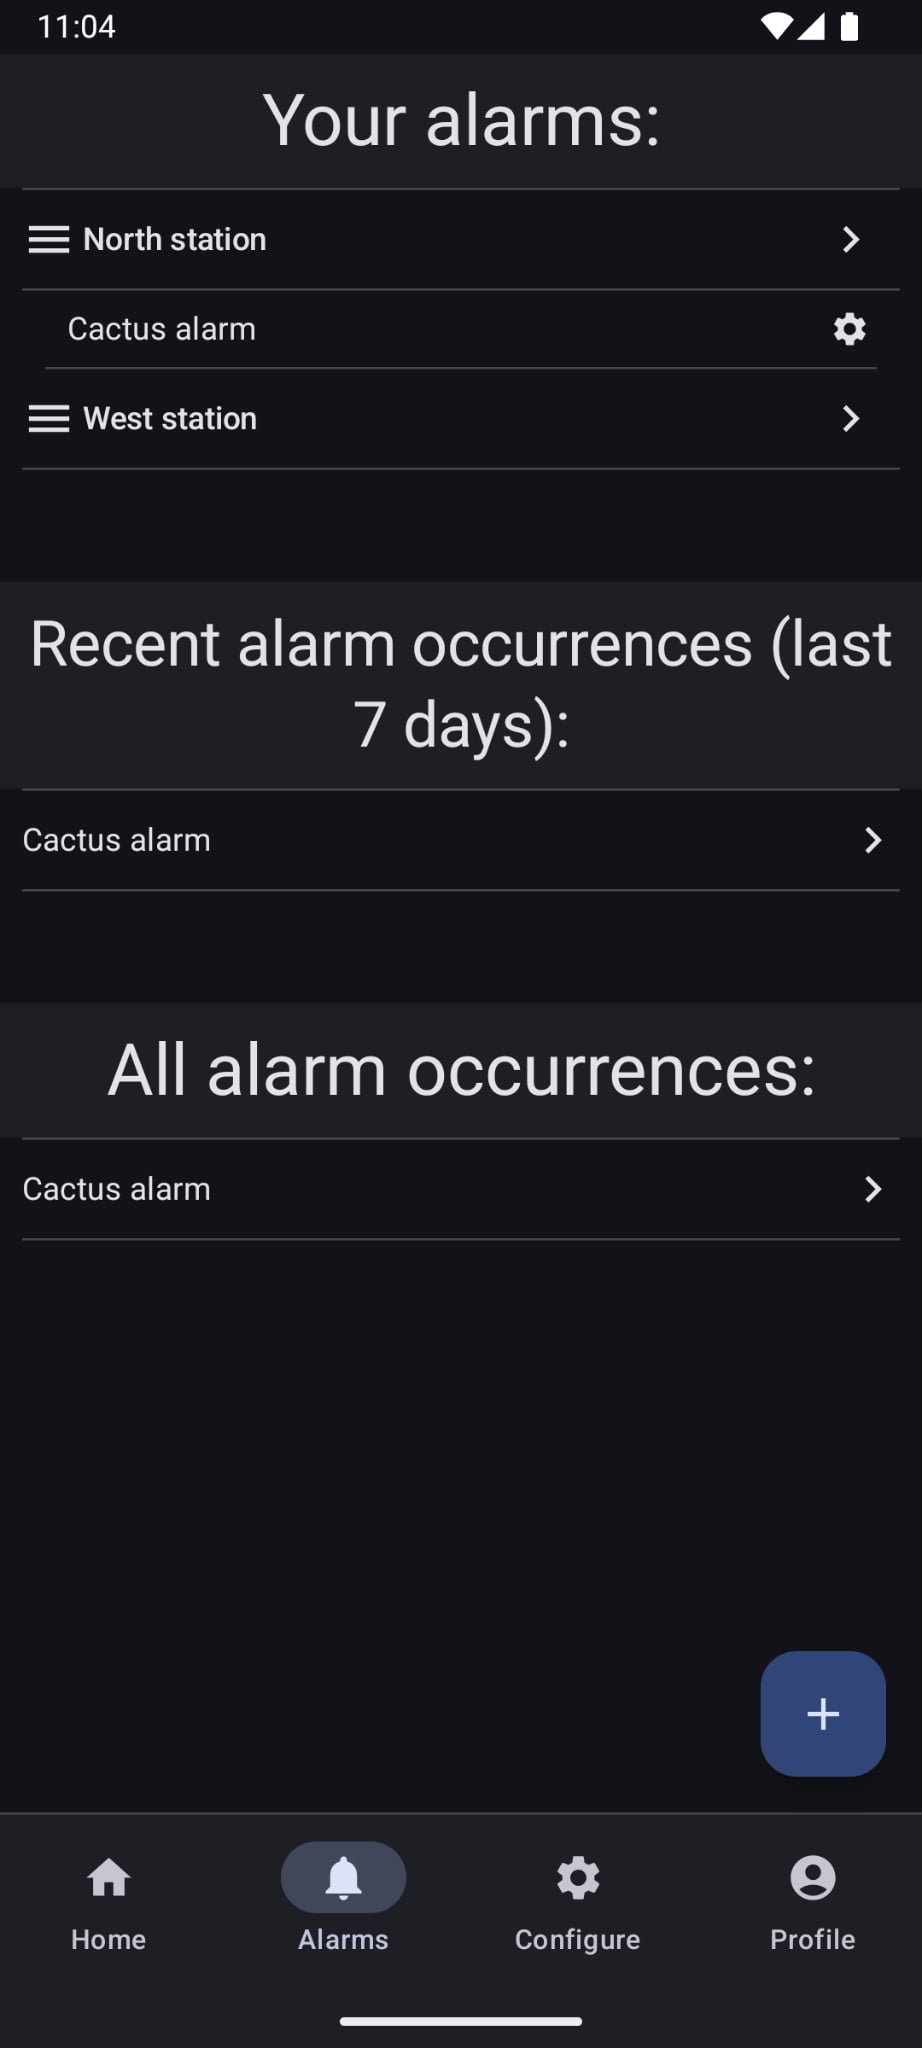 11:04
Your alarms:
North station
Cactus alarm
West station
Recent alarm occurrences (last
7 days):
Cactus alarm
All alarm occurrences:
Cactus alarm
+
Home
Alarms
Configure
Profile